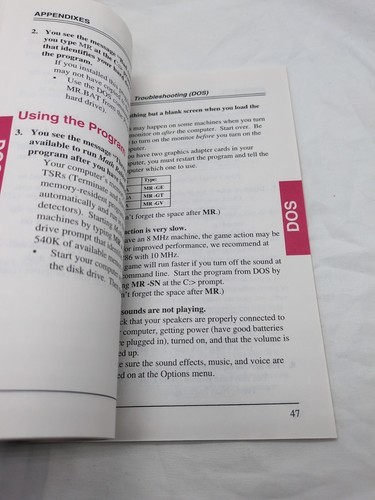 APPENDIXES
2. You see the message "Bad
you type MR at the
that identifies your hard
the program.
If you installed the
may not have
• Use the DOS
MR.BAT from
hard drive).
Using the Program
3. You see the message
available to run Math
program after you
Your computer's
TSRs (Terminate
memory-resident
automatically and
detectors). Starting
machines by typing MR
drive prompt that
540K of available
• Start your computer
the disk drive.
DOS
Troubleshooting (DOS)
thing but a blank screen when you load the
may happen on some machines when you turn
monitor on after the computer. Start over. Be
to turn on the monitor before you turn on the
puter.
have two graphics adapter cards in your
puter, you must restart the program and tell the
puter which one to use.
Type:
MR -GE
MR -GT
MR -GV
n't forget the space after MR.)
action is very slow.
ave an 8 MHz machine, the game action may be
or improved performance, we recommend at
86 with 10 MHz.
game will run faster if you turn off the sound at
ommand line. Start the program from DOS by
ng MR -SN at the C:> prompt.
n't forget the space after MR.)
sounds are not playing.
ck that your speakers are properly connected to
computer, getting power (have good batteries
re plugged in), turned on, and that the volume is
ed up.
e sure the sound effects, music, and voice are
ed on at the Options menu.
DOS
47